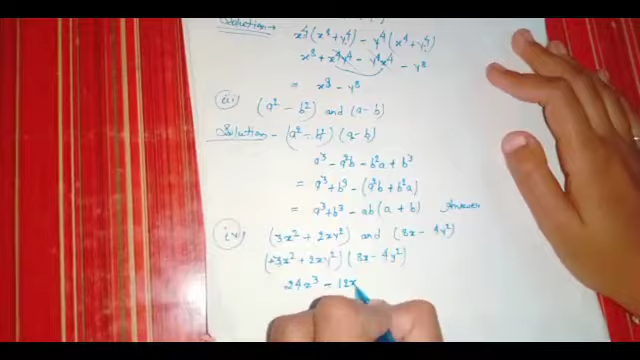 Solution →
x⁴(x⁴+y⁴) - y⁴(x⁴+y⁴)
x⁸ + x⁴y⁴ - y⁴x⁴ - y⁸
= x⁸ - y⁸
iii) (a² - b²) and (a - b)
Solution - (a² - b²) (a - b)
a³ - a²b - b²a + b³
= a³ + b³ - (a²b + b²a)
= a³ + b³ - ab(a + b) Answer
iv) (3x² + 2xy²) and (8x - 4y²)
(3x² + 2xy²) (8x - 4y²)
24x³ - 12x